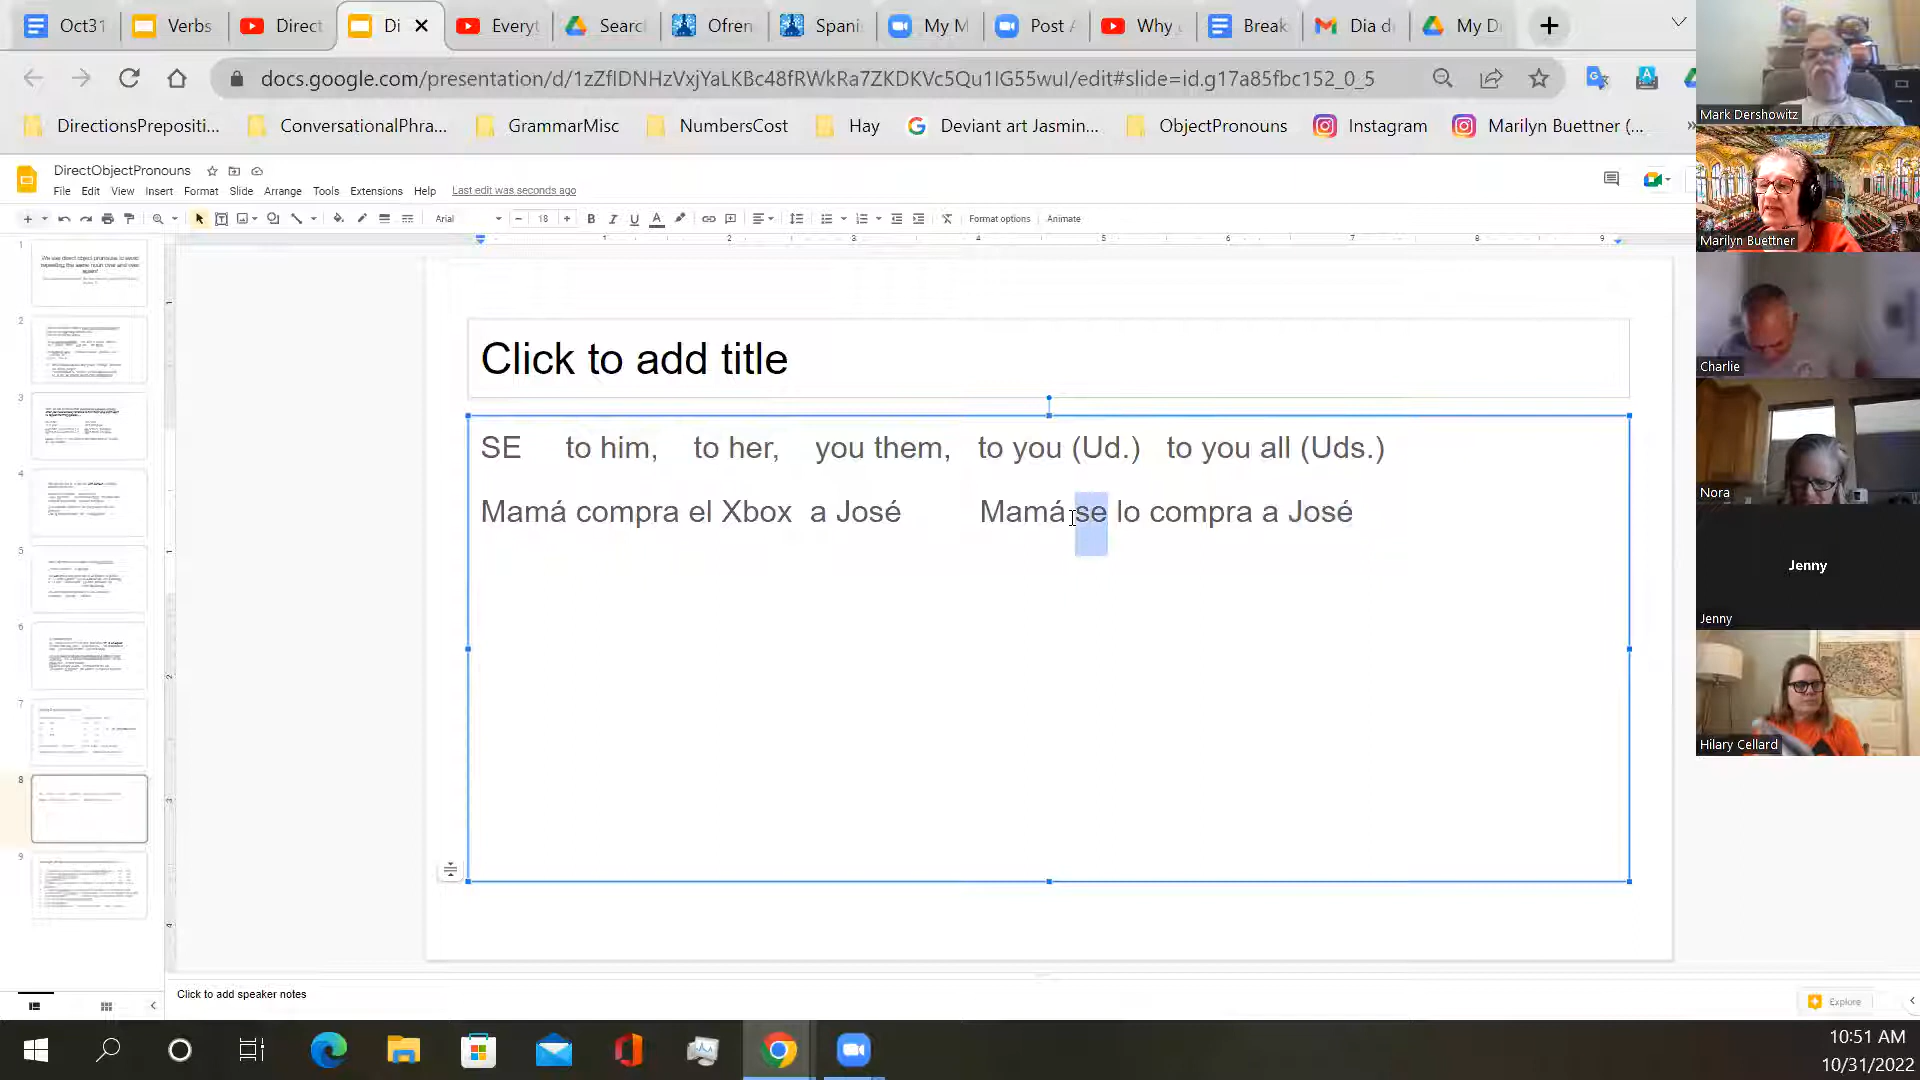 Oct31
Verbs
Direct
Di
Everyt
Searc
Ofren
Spani
My M
Post A
Why
Break
Dia d
My D
docs.google.com/presentation/d/1zZflDNHzVxjYaLKBc48fRWkRa7ZKDKVc5Qu1IG55wuI/edit#slide=id.g17a85fbc152_0_5
DirectionsPrepositi...
ConversationalPhra...
GrammarMisc
NumbersCost
Hay
Deviant art Jasmin...
ObjectPronouns
Instagram
Marilyn Buettner (...
DirectObjectPronouns
File Edit View Insert Format Slide Arrange Tools Extensions Help Last edit was seconds ago
Arial 18 Format options Animate
Click to add title
SE to him, to her, you them, to you (Ud.) to you all (Uds.)
Mamá compra el Xbox a José Mamá se lo compra a José
Click to add speaker notes
Explore
Mark Dershowitz
Marilyn Buettner
Charlie
Nora
Jenny
Jenny
Hilary Cellard
10:51 AM
10/31/2022